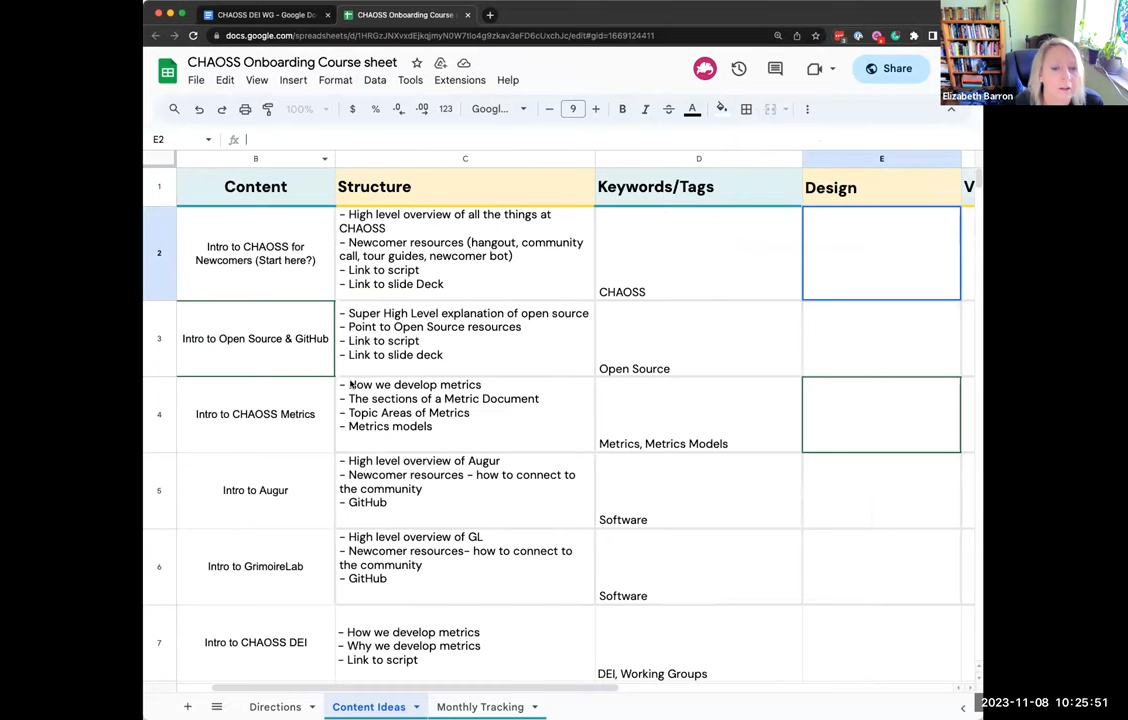 CHAOSS DEI WG - Google Do
CHAOSS Onboarding Course
docs.google.com/spreadsheets/d/1HRGzJNXvxdEkqjmyN0W7tlo4g9zkav3eFD6cUxchJc/edit#gid=1669124411
CHAOSS Onboarding Course sheet
File Edit View Insert Format Data Tools Extensions Help
Share
Elizabeth Barron
100% $ % .0 .00 123 Googl... 9 B I A
E2
fx
B C D E
1 Content Structure Keywords/Tags Design V
2
Intro to CHAOSS for
Newcomers (Start here?)
- High level overview of all the things at
CHAOSS
- Newcomer resources (hangout, community
call, tour guides, newcomer bot)
- Link to script
- Link to slide Deck
CHAOSS
3
Intro to Open Source & GitHub
- Super High Level explanation of open source
- Point to Open Source resources
- Link to script
- Link to slide deck
Open Source
4
Intro to CHAOSS Metrics
- How we develop metrics
- The sections of a Metric Document
- Topic Areas of Metrics
- Metrics models
Metrics, Metrics Models
5
Intro to Augur
- High level overview of Augur
- Newcomer resources - how to connect to
the community
- GitHub
Software
6
Intro to GrimoireLab
- High level overview of GL
- Newcomer resources- how to connect to
the community
- GitHub
Software
7
Intro to CHAOSS DEI
- How we develop metrics
- Why we develop metrics
- Link to script
DEI, Working Groups
Directions Content Ideas Monthly Tracking
2023-11-08 10:25:51